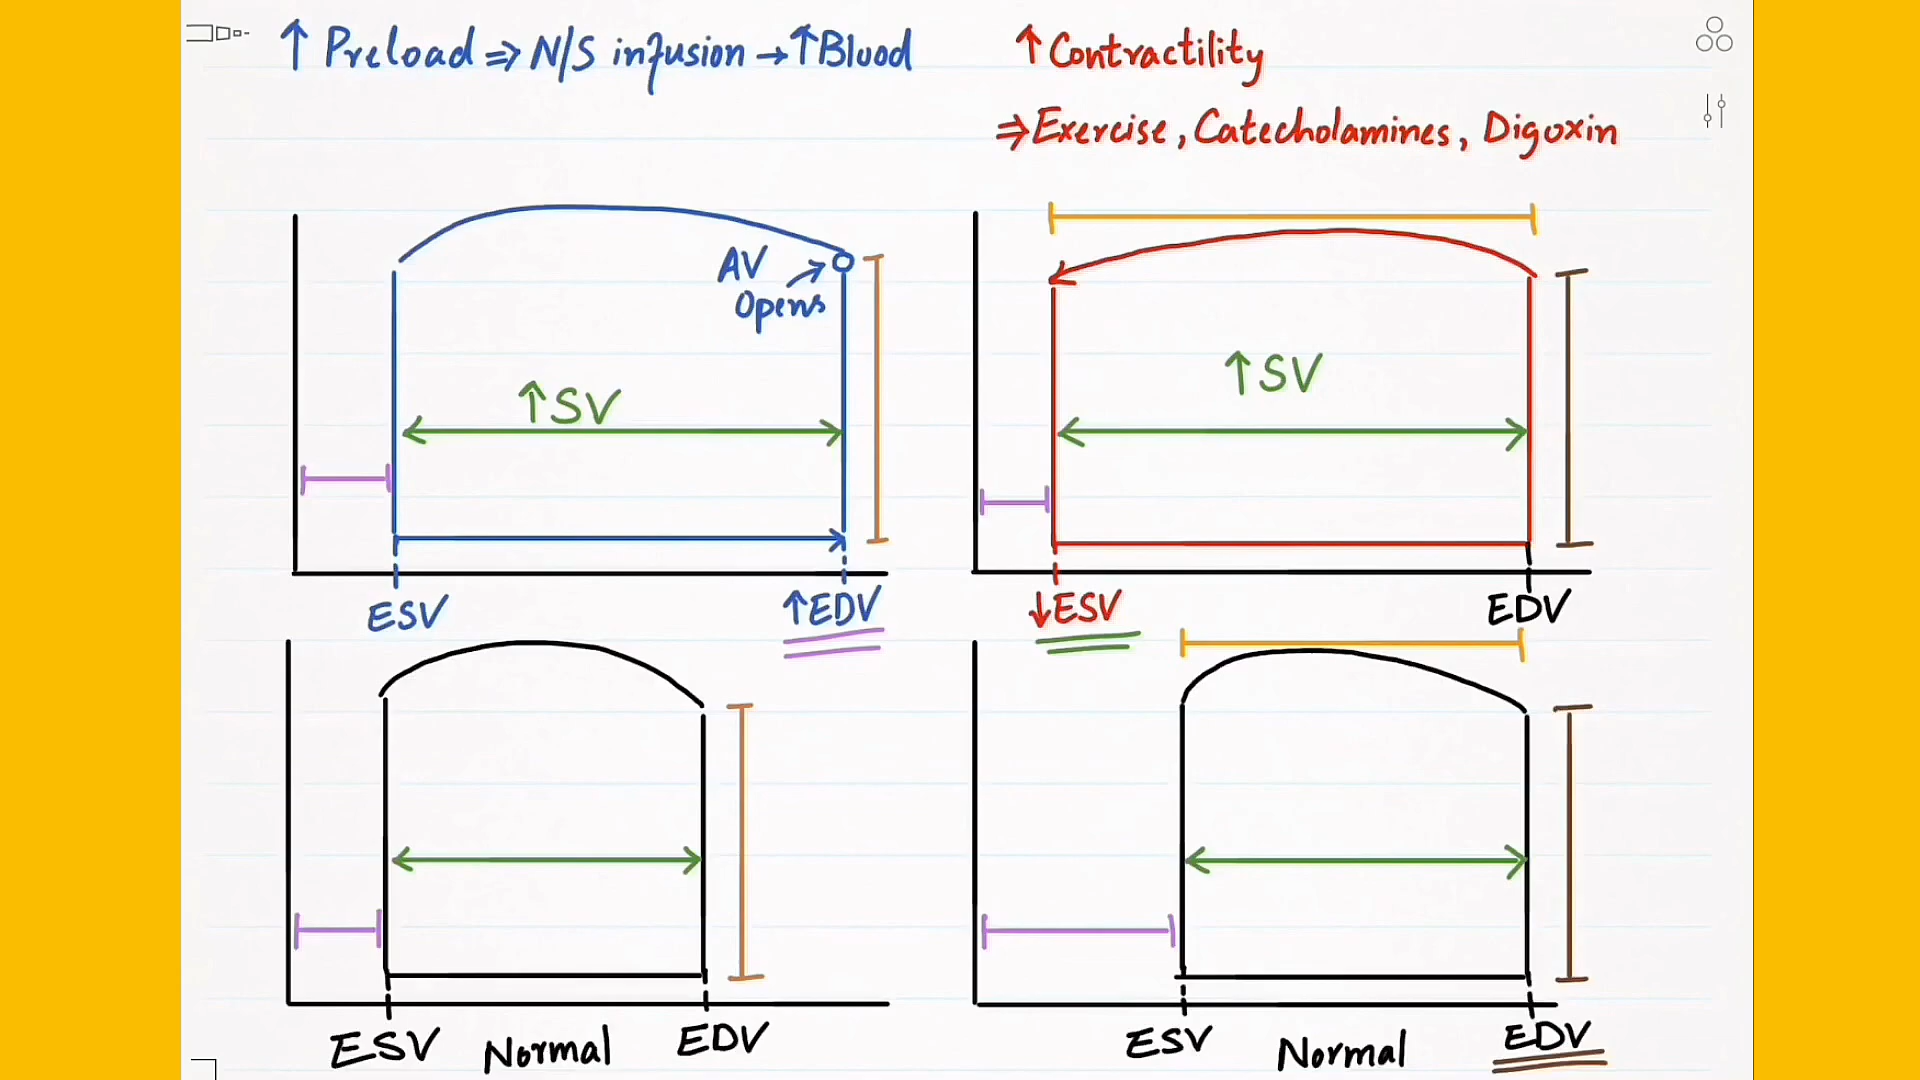 ↑ Preload ⇒ N/S infusion → ↑Blood
↑ Contractility
⇒ Exercise, Catecholamines, Digoxin
AV
Opens
↑SV
ESV
↑EDV
↑SV
↓ESV
EDV
ESV
Normal
EDV
ESV
Normal
EDV